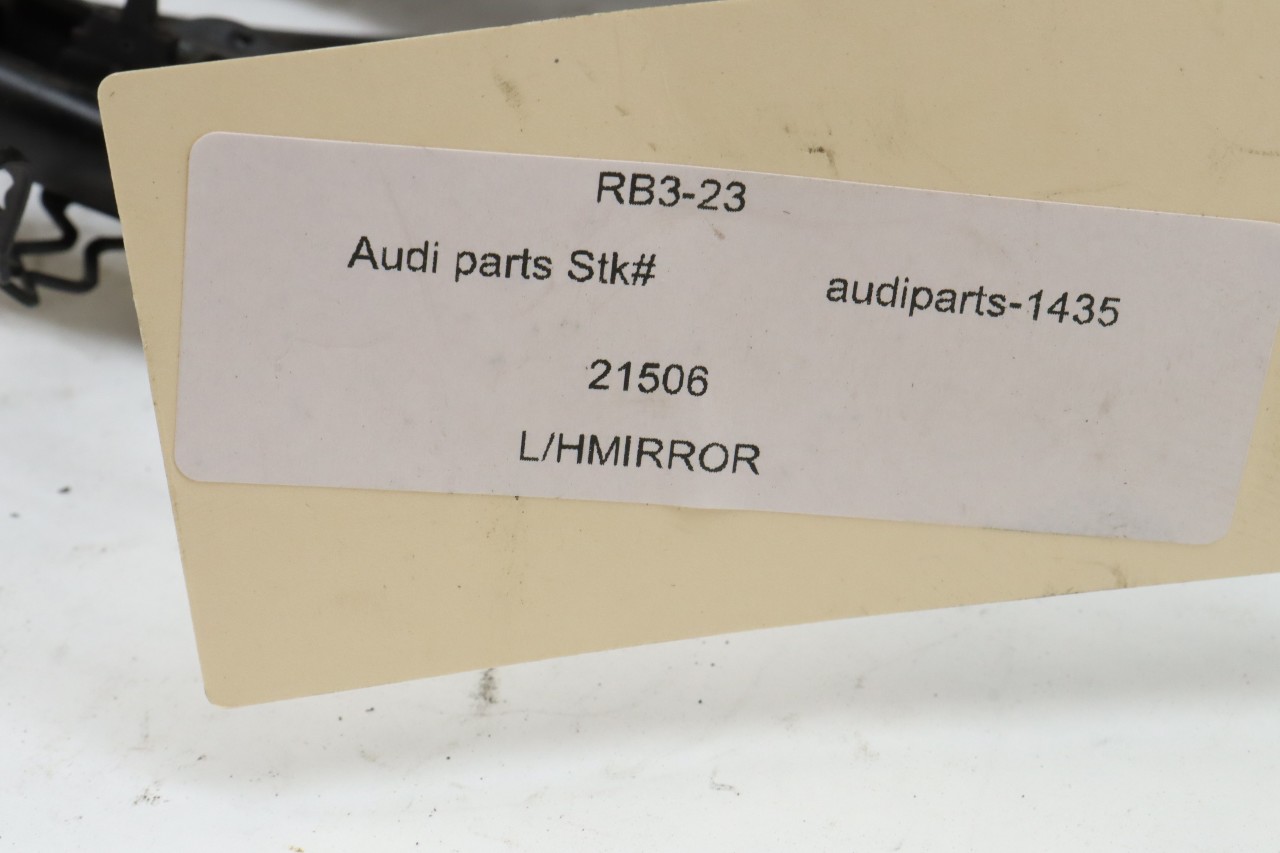 RB3-23
Audi parts Stk# audiparts-1435
21506
L/HMIRROR